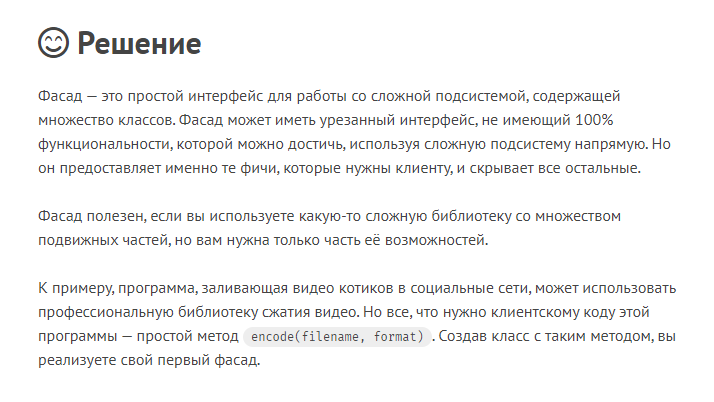 Решение
Фасад — это простой интерфейс для работы со сложной подсистемой, содержащей
множество классов. Фасад может иметь урезанный интерфейс, не имеющий 100%
функциональности, которой можно достичь, используя сложную подсистему напрямую. Но
он предоставляет именно те фичи, которые нужны клиенту, и скрывает все остальные.
Фасад полезен, если вы используете какую-то сложную библиотеку со множеством
подвижных частей, но вам нужна только часть её возможностей.
К примеру, программа, заливающая видео котиков в социальные сети, может использовать
профессиональную библиотеку сжатия видео. Но все, что нужно клиентскому коду этой
программы — простой метод encode(filename, format). Создав класс с таким методом, вы
реализуете свой первый фасад.